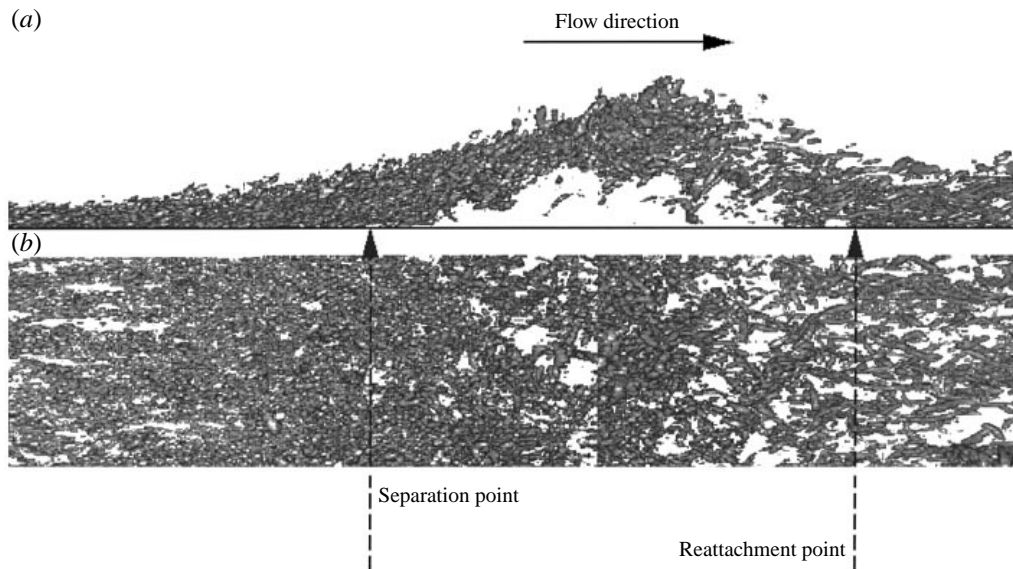 (a)
Flow direction
(b)
Separation point
Reattachment point